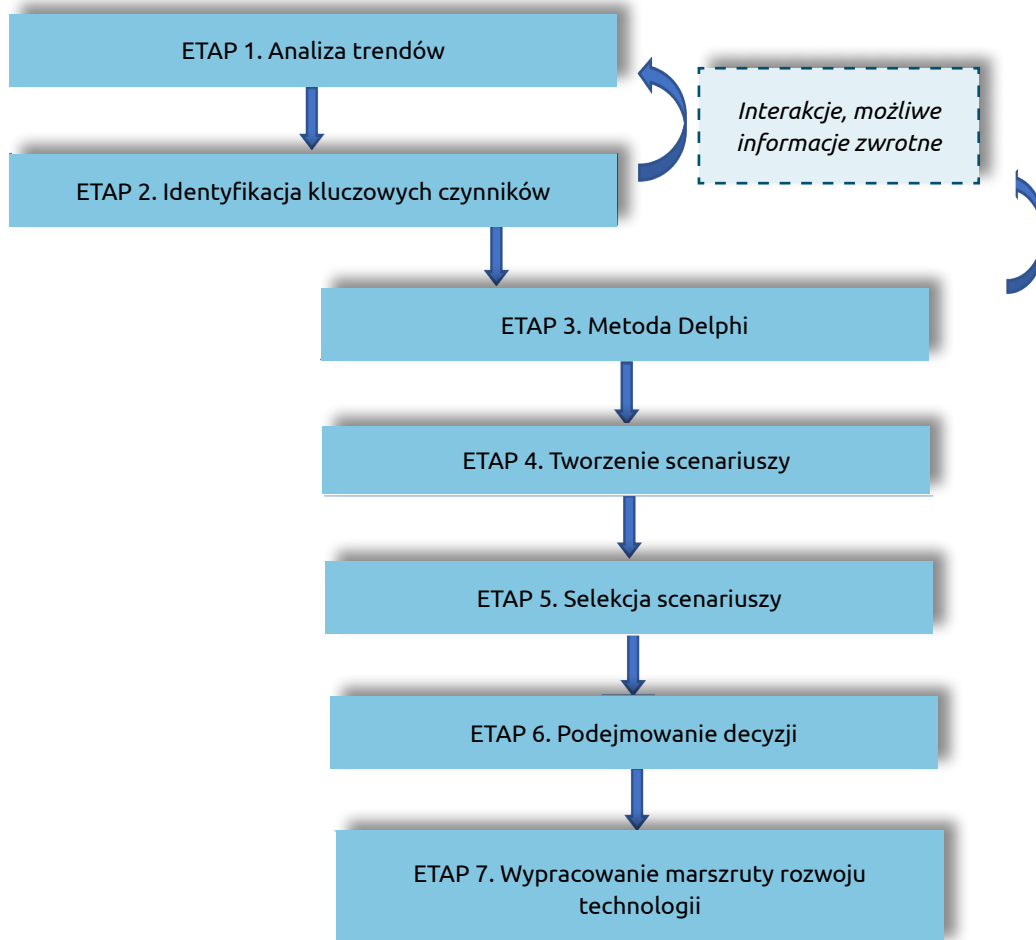 ETAP 1. Analiza trendów
Interakcje, możliwe
informacje zwrotne
ETAP 2. Identyfikacja kluczowych czynników
ETAP 3. Metoda Delphi
ETAP 4. Tworzenie scenariuszy
ETAP 5. Selekcja scenariuszy
ETAP 6. Podejmowanie decyzji
ETAP 7. Wypracowanie marszruty rozwoju
technologii